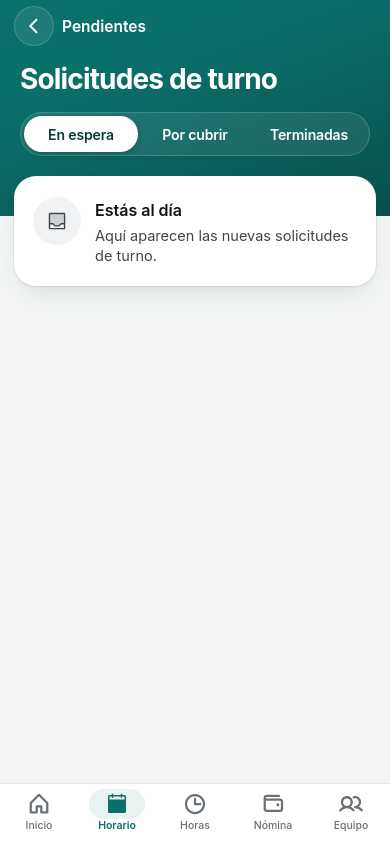 Pendientes
Solicitudes de turno
En espera
Por cubrir
Terminadas
Estás al día
Aquí aparecen las nuevas solicitudes
de turno.
Inicio
Horario
Horas
Nómina
Equipo